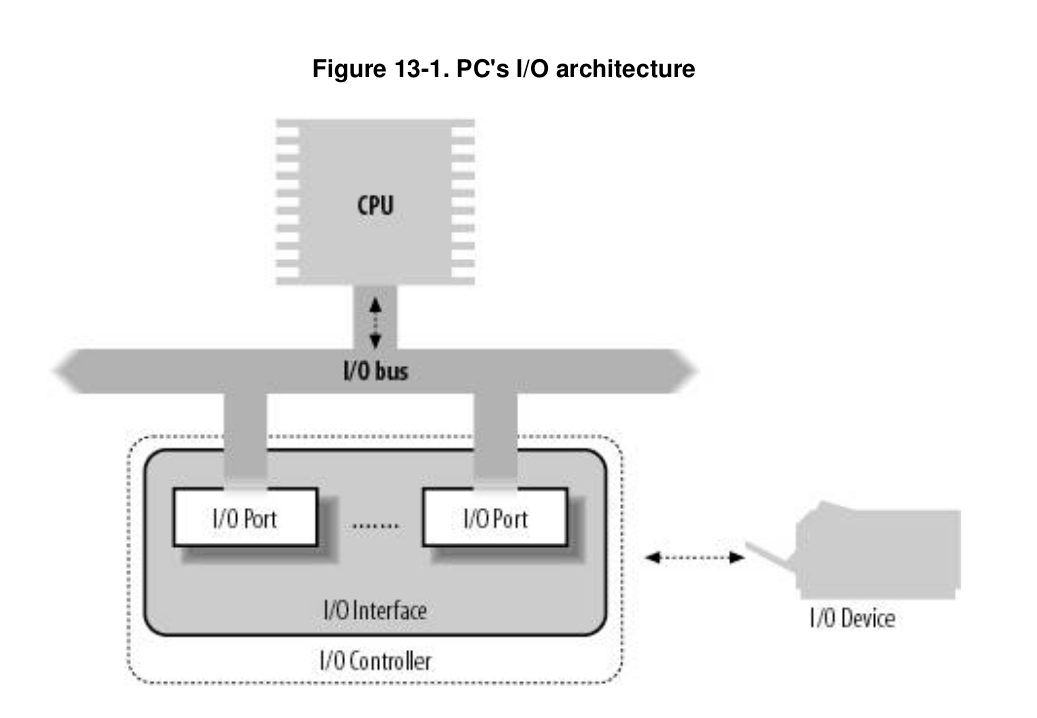 Figure 13-1. PC's I/O architecture
CPU
I/O bus
I/O Port ....... I/O Port
I/O Interface
I/O Controller
I/O Device